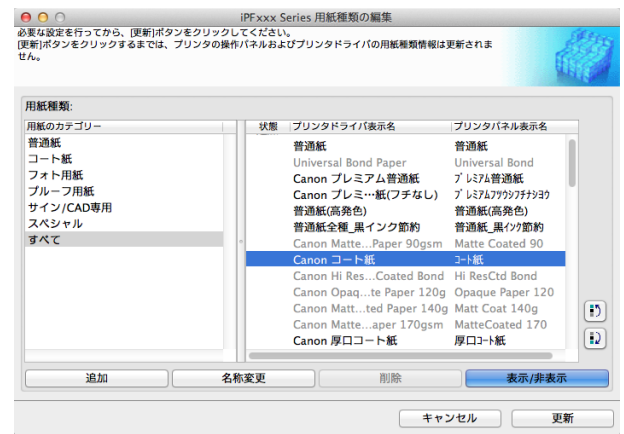 iPFxxx Series 用紙種類の編集
必要な設定を行ってから、[更新]ボタンをクリックしてください。
[更新]ボタンをクリックするまでは、プリンタの操作パネルおよびプリンタドライバの用紙種類情報は更新されま
せん。
用紙種類:
用紙のカテゴリー
普通紙
コート紙
フォト用紙
プルーフ用紙
サイン/CAD専用
スペシャル
すべて
状態 プリンタドライバ表示名 プリンタパネル表示名
普通紙 普通紙
Universal Bond Paper Universal Bond
Canon プレミアム普通紙 プレミアム普通紙
Canon プレミ…紙(フチなし) プレミアムフツウシフチナシヨウ
普通紙(高発色) 普通紙(高発色)
普通紙全種_黒インク節約 普通紙_黒インク節約
Canon Matte...Paper 90gsm Matte Coated 90
Canon コート紙 コート紙
Canon Hi Res...Coated Bond Hi ResCtd Bond
Canon Opaq...te Paper 120g Opaque Paper 120
Canon Matt...ted Paper 140g Matt Coat 140g
Canon Matte...aper 170gsm MatteCoated 170
Canon 厚口コート紙 厚口コート紙
追加 名称変更 削除 表示/非表示
キャンセル 更新